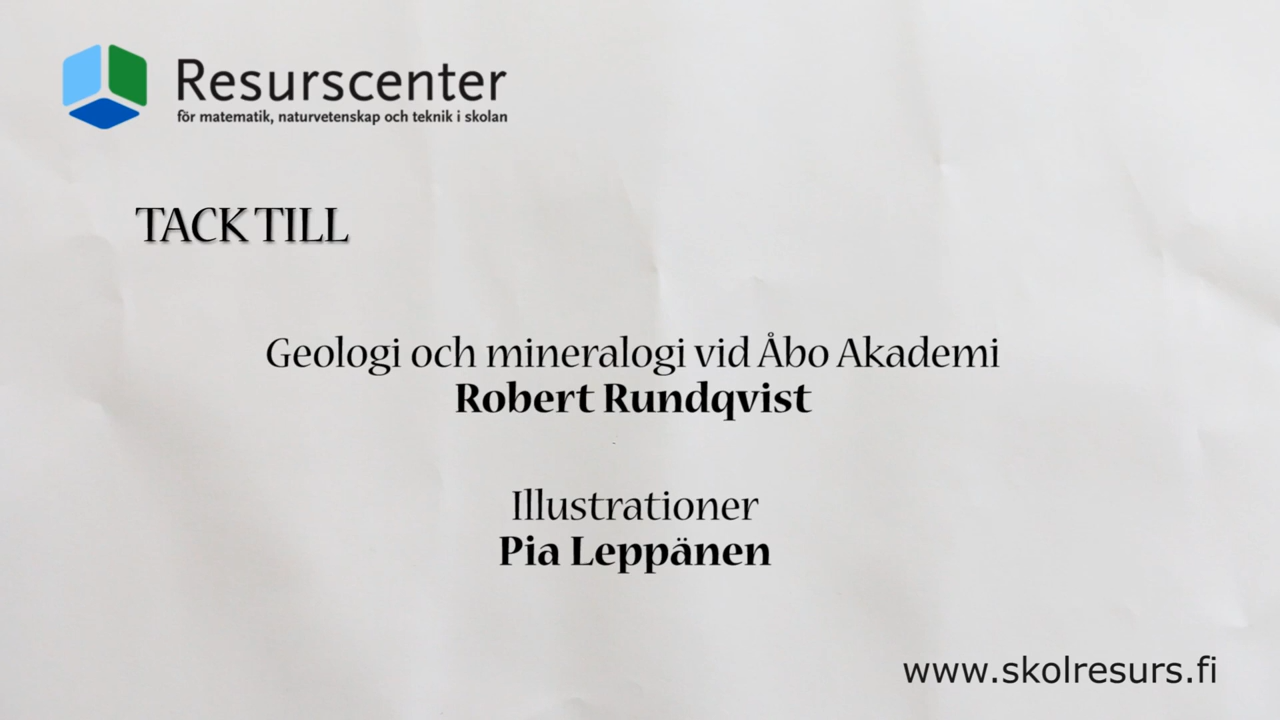 Resurscenter
för matematik, naturvetenskap och teknik i skolan
TACK TILL
Geologi och mineralogi vid Åbo Akademi
Robert Rundqvist
Illustrationer
Pia Leppänen
www.skolresurs.fi